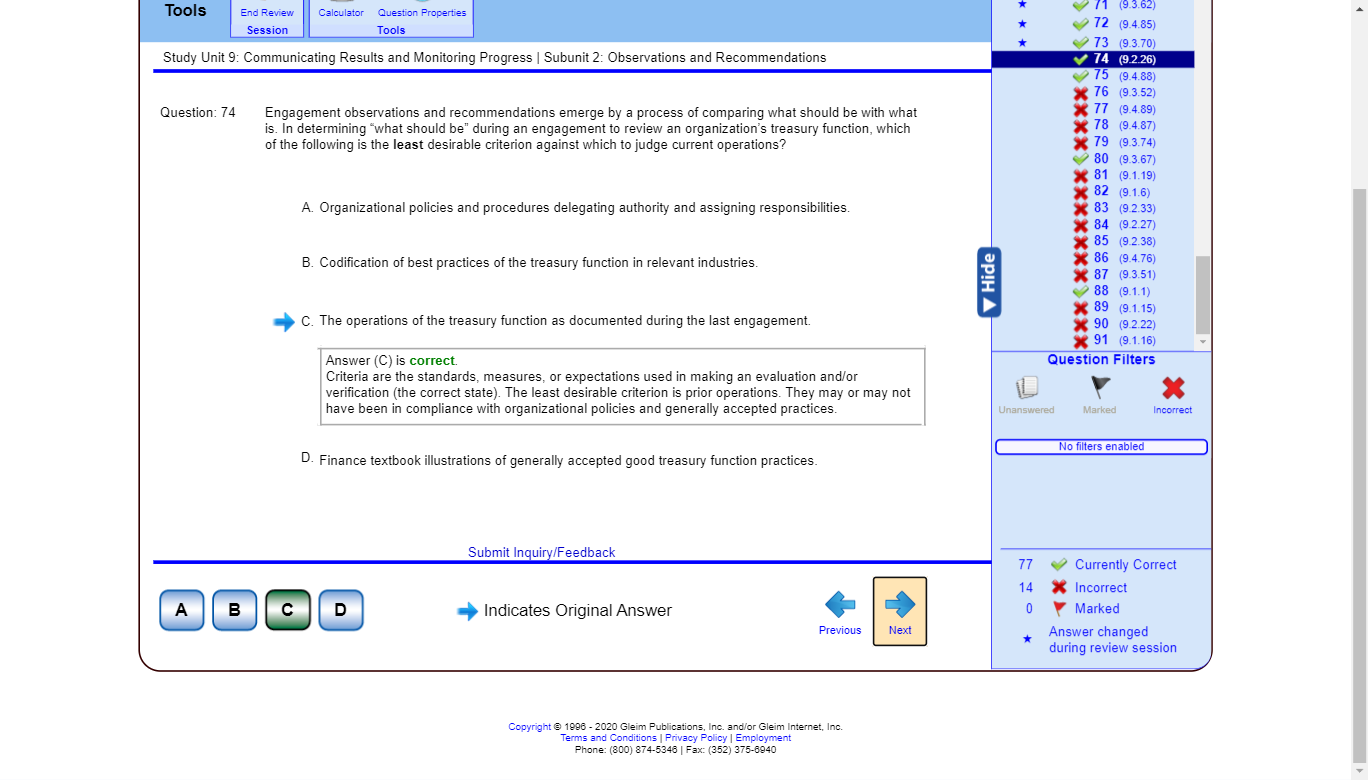 Tools
End Review
Session
Calculator Question Properties
Tools
Study Unit 9: Communicating Results and Monitoring Progress | Subunit 2: Observations and Recommendations
Question: 74
Engagement observations and recommendations emerge by a process of comparing what should be with what
is. In determining “what should be” during an engagement to review an organization’s treasury function, which
of the following is the least desirable criterion against which to judge current operations?
A. Organizational policies and procedures delegating authority and assigning responsibilities.
B. Codification of best practices of the treasury function in relevant industries.
C. The operations of the treasury function as documented during the last engagement.
Answer (C) is correct.
Criteria are the standards, measures, or expectations used in making an evaluation and/or
verification (the correct state). The least desirable criterion is prior operations. They may or may not
have been in compliance with organizational policies and generally accepted practices.
D. Finance textbook illustrations of generally accepted good treasury function practices.
Submit Inquiry/Feedback
A B C D
Indicates Original Answer
Previous
Next
71 (9.3.62)
72 (9.4.85)
73 (9.3.70)
74 (9.2.26)
75 (9.4.88)
76 (9.3.52)
77 (9.4.89)
78 (9.4.87)
79 (9.3.74)
80 (9.3.67)
81 (9.1.19)
82 (9.1.6)
83 (9.2.33)
84 (9.2.27)
85 (9.2.38)
86 (9.4.76)
87 (9.3.51)
88 (9.1.1)
89 (9.1.15)
90 (9.2.22)
91 (9.1.16)
Hide
Question Filters
Unanswered
Marked
Incorrect
No filters enabled
77 Currently Correct
14 Incorrect
0 Marked
Answer changed
during review session
Copyright © 1996 - 2020 Gleim Publications, Inc. and/or Gleim Internet, Inc.
Terms and Conditions | Privacy Policy | Employment
Phone: (800) 874-5346 | Fax: (352) 375-6940